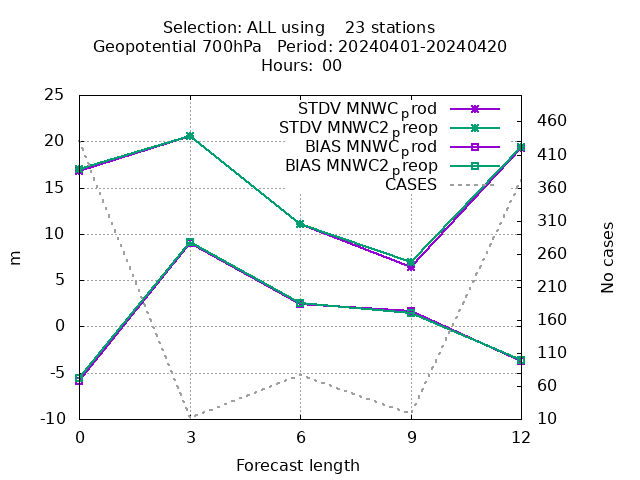 Selection: ALL using    23 stations
Geopotential 700hPa   Period: 20240401-20240420
Hours: 00
STDV MNWC_prod
STDV MNWC2_preop
BIAS MNWC_prod
BIAS MNWC2_preop
CASES
25
20
15
10
5
0
-5
-10
m
460
410
360
310
260
210
160
110
60
10
No cases
0 3 6 9 12
Forecast length